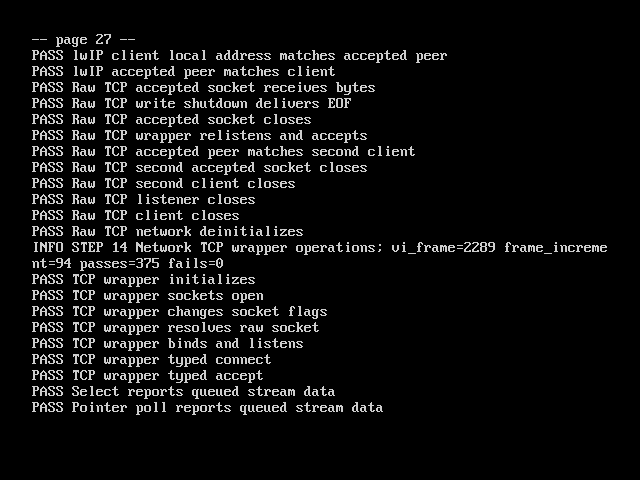 -- page 27 --
PASS lwIP client local address matches accepted peer
PASS lwIP accepted peer matches client
PASS Raw TCP accepted socket receives bytes
PASS Raw TCP write shutdown delivers EOF
PASS Raw TCP accepted socket closes
PASS Raw TCP wrapper relistens and accepts
PASS Raw TCP accepted peer matches second client
PASS Raw TCP second accepted socket closes
PASS Raw TCP second client closes
PASS Raw TCP listener closes
PASS Raw TCP client closes
PASS Raw TCP network deinitializes
INFO STEP 14 Network TCP wrapper operations; vi_frame=2289 frame_increme
nt=94 passes=375 fails=0
PASS TCP wrapper initializes
PASS TCP wrapper sockets open
PASS TCP wrapper changes socket flags
PASS TCP wrapper resolves raw socket
PASS TCP wrapper binds and listens
PASS TCP wrapper typed connect
PASS TCP wrapper typed accept
PASS Select reports queued stream data
PASS Pointer poll reports queued stream data